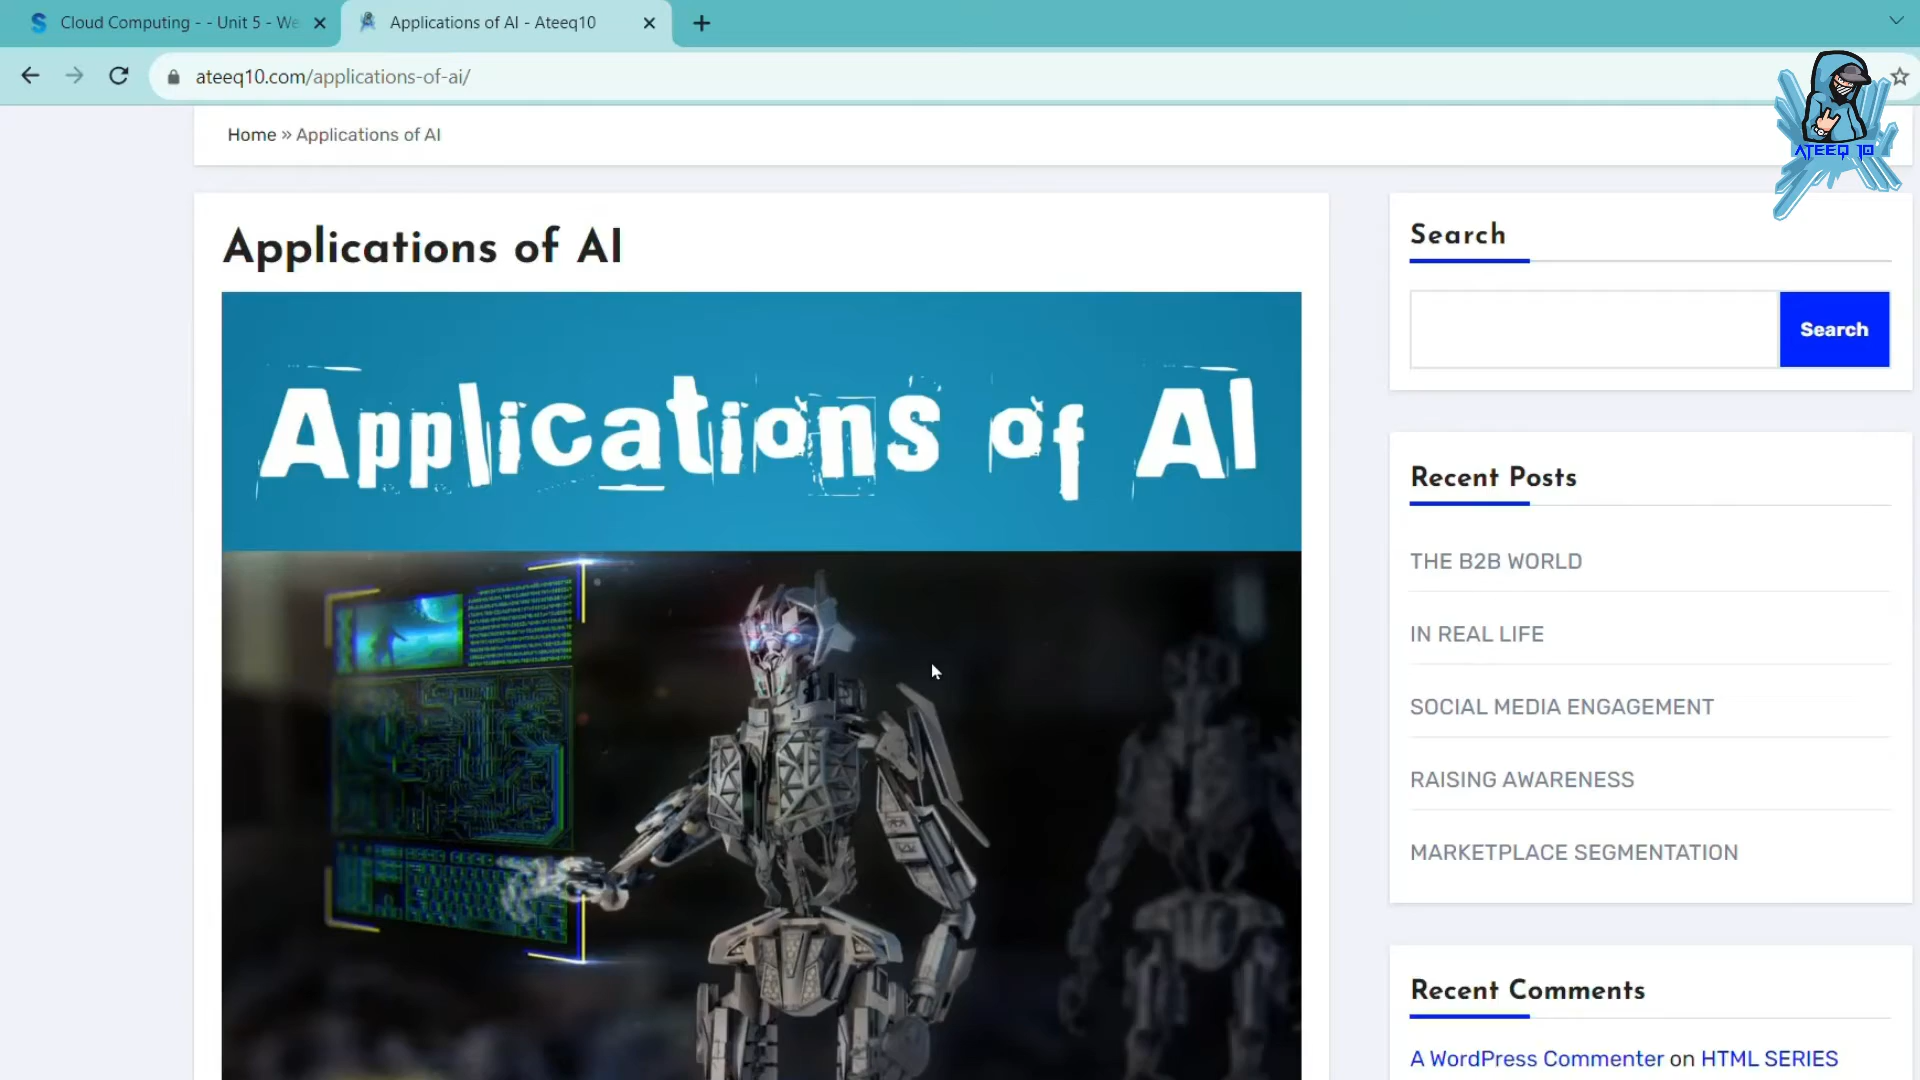 Cloud Computing - - Unit 5 - We
Applications of AI - Ateeq10
ateeq10.com/applications-of-ai/
ATEEQ 10
Home » Applications of AI
Applications of AI
Applications of AI
Search
Search
Recent Posts
THE B2B WORLD
IN REAL LIFE
SOCIAL MEDIA ENGAGEMENT
RAISING AWARENESS
MARKETPLACE SEGMENTATION
Recent Comments
A WordPress Commenter on HTML SERIES